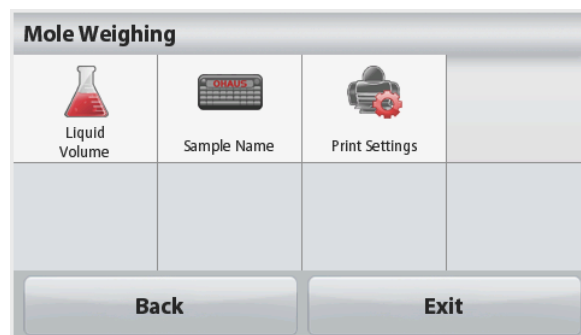 Mole Weighing
OHAUS
Liquid
Volume
Sample Name
Print Settings
Back
Exit